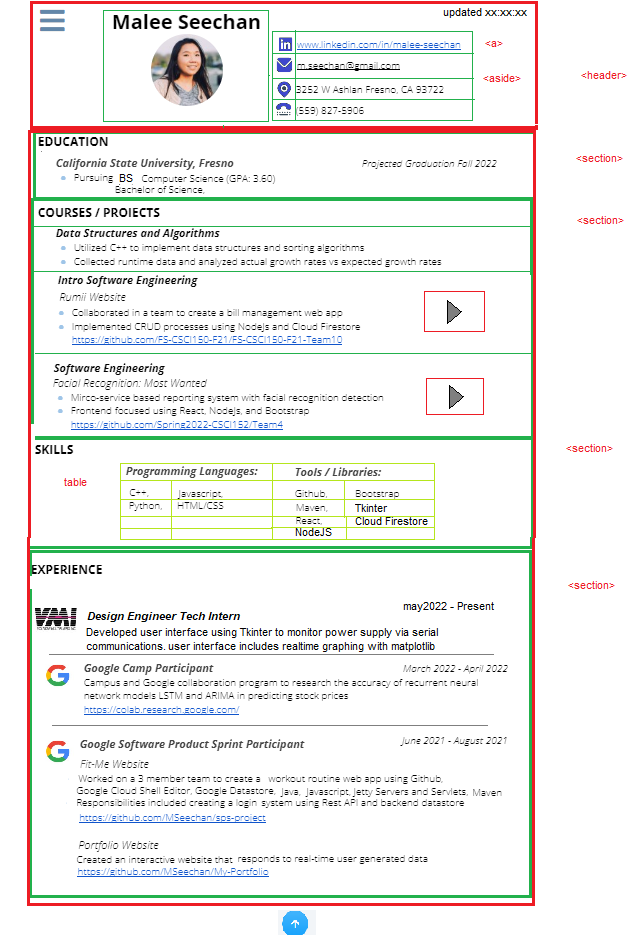 updated xx:xx:xx
Malee Seechan
www.linkedin.com/in/malee-seechan
<a>
m.seechan@gmail.com
<aside>
<header>
3252 W Ashlan Fresno, CA 93722
(559) 827-5906
EDUCATION
California State University, Fresno
Projected Graduation Fall 2022
<section>
Pursuing BS Computer Science (GPA: 3.60)
Bachelor of Science,
COURSES / PROJECTS
<section>
Data Structures and Algorithms
Utilized C++ to implement data structures and sorting algorithms
Collected runtime data and analyzed actual growth rates vs expected growth rates
Intro Software Engineering
Rumii Website
Collaborated in a team to create a bill management web app
Implemented CRUD processes using Nodejs and Cloud Firestore
https://github.com/FS-CSCI150-F21/FS-CSCI150-F21-Team10
Software Engineering
Facial Recognition: Most Wanted
Mirco-service based reporting system with facial recognition detection
Frontend focused using React, Nodejs, and Bootstrap
https://github.com/Spring2022-CSCI152/Team4
SKILLS
<section>
table
Programming Languages:
Tools / Libraries:
C++, Javascript, Github, Bootstrap
Python, HTML/CSS Maven, Tkinter
React, Cloud Firestore
NodeJS
EXPERIENCE
<section>
VMI
Design Engineer Tech Intern
may2022 - Present
Developed user interface using Tkinter to monitor power supply via serial
communications. user interface includes realtime graphing with matplotlib
Google Camp Participant
March 2022 - April 2022
Campus and Google collaboration program to research the accuracy of recurrent neural
network models LSTM and ARIMA in predicting stock prices
https://colab.research.google.com/
Google Software Product Sprint Participant
June 2021 - August 2021
Fit-Me Website
Worked on a 3 member team to create a workout routine web app using Github,
Google Cloud Shell Editor, Google Datastore, Java, Javascript, Jetty Servers and Servlets, Maven
Responsibilities included creating a login system using Rest API and backend datastore
https://github.com/MSeechan/sps-project
Portfolio Website
Created an interactive website that responds to real-time user generated data
https://github.com/MSeechan/My-Portfolio